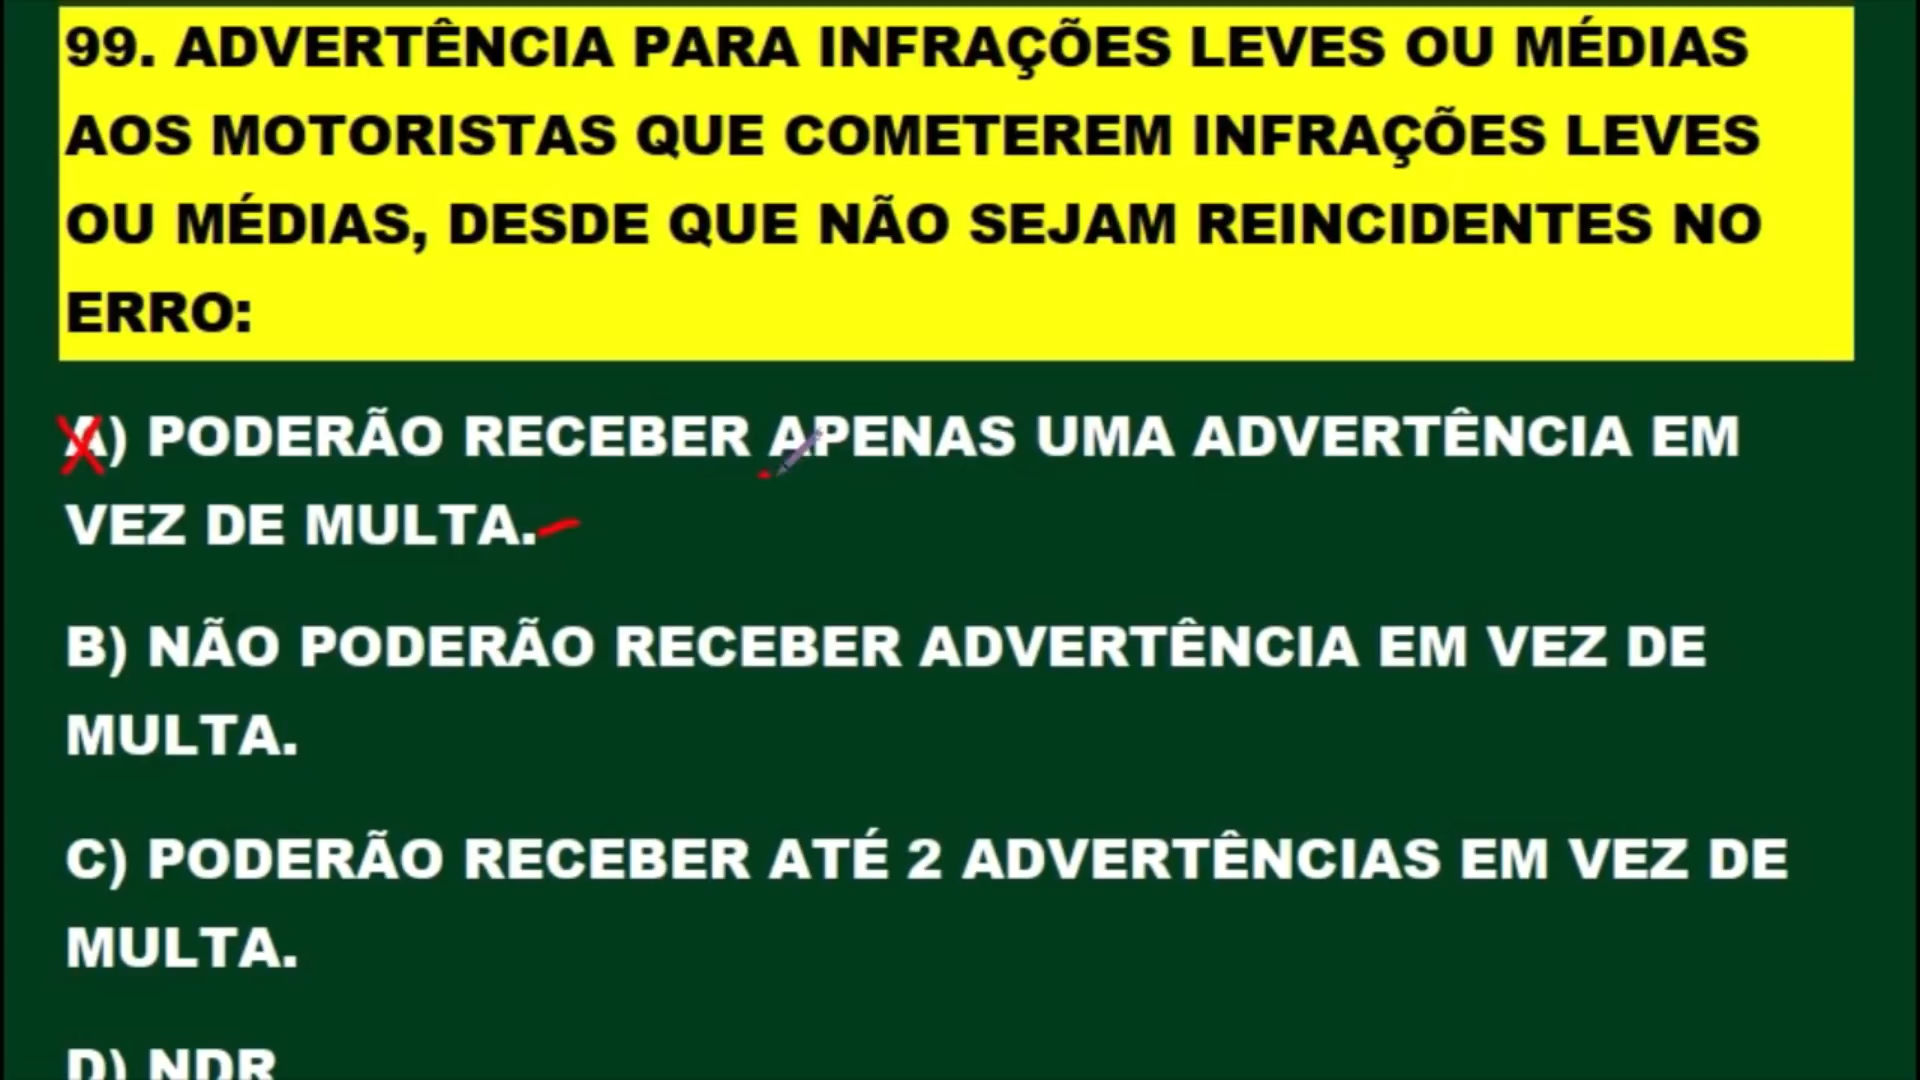 99. ADVERTÊNCIA PARA INFRAÇÕES LEVES OU MÉDIAS
AOS MOTORISTAS QUE COMETEREM INFRAÇÕES LEVES
OU MÉDIAS, DESDE QUE NÃO SEJAM REINCIDENTES NO
ERRO:
A) PODERÃO RECEBER APENAS UMA ADVERTÊNCIA EM
VEZ DE MULTA.
B) NÃO PODERÃO RECEBER ADVERTÊNCIA EM VEZ DE
MULTA.
C) PODERÃO RECEBER ATÉ 2 ADVERTÊNCIAS EM VEZ DE
MULTA.
D) NDR